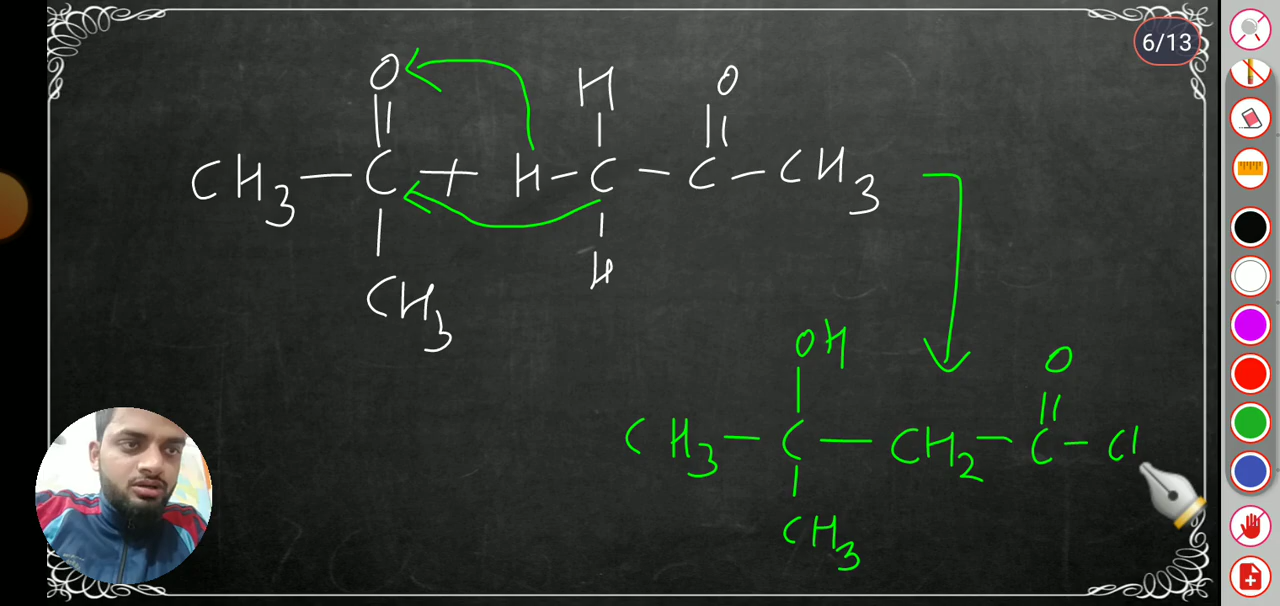 6/13
O H O
CH3—C + H—C—C—CH3
CH3 H
OH O
CH3—C—CH2—C—Cl
CH3